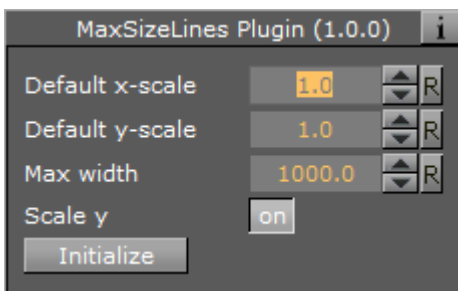 MaxSizeLines Plugin (1.0.0) i
Default x-scale 1.0 R
Default y-scale 1.0 R
Max width 1000.0 R
Scale y on
Initialize